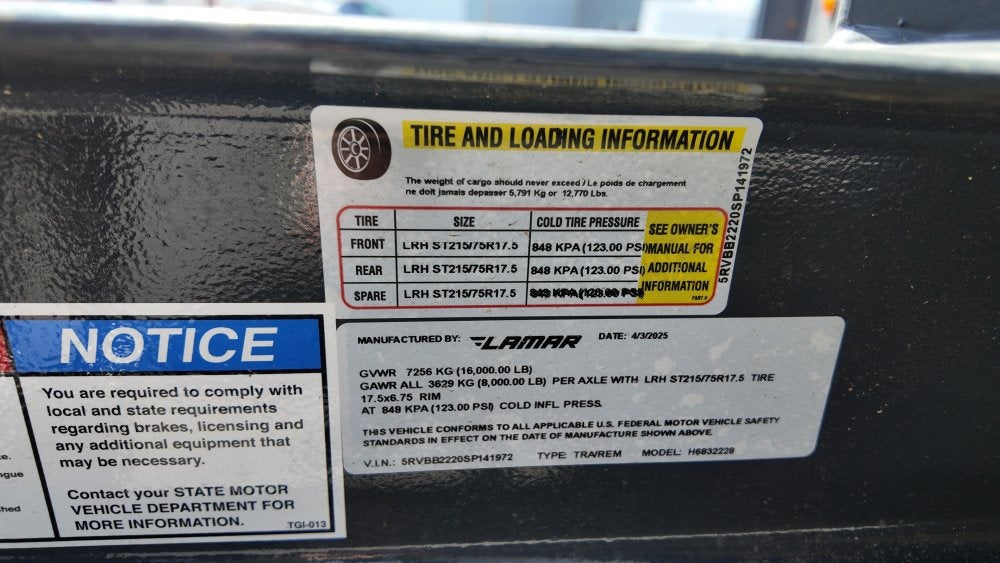 TIRE AND LOADING INFORMATION
The weight of cargo should never exceed / Le poids de chargement
ne doit jamais depasser 5,791 Kg or 12,770 Lbs.
TIRE SIZE COLD TIRE PRESSURE
FRONT LRH ST215/75R17.5 848 KPA (123.00 PSI)
REAR LRH ST215/75R17.5 848 KPA (123.00 PSI)
SPARE LRH ST215/75R17.5
SEE OWNER'S
MANUAL FOR
ADDITIONAL
INFORMATION
PART #
5RVBB2220SP141972
MANUFACTURED BY: LAMAR DATE: 4/3/2025
GVWR 7256 KG (16,000.00 LB)
GAWR ALL 3629 KG (8,000.00 LB) PER AXLE WITH LRH ST215/75R17.5 TIRE
17.5x6.75 RIM
AT 848 KPA (123.00 PSI) COLD INFL. PRESS.
THIS VEHICLE CONFORMS TO ALL APPLICABLE U.S. FEDERAL MOTOR VEHICLE SAFETY
STANDARDS IN EFFECT ON THE DATE OF MANUFACTURE SHOWN ABOVE.
V.I.N.: 5RVBB2220SP141972 TYPE: TRA/REM MODEL: H6832228
NOTICE
You are required to comply with
local and state requirements
regarding brakes, licensing and
any additional equipment that
may be necessary.
Contact your STATE MOTOR
VEHICLE DEPARTMENT FOR
MORE INFORMATION.
TGI-013